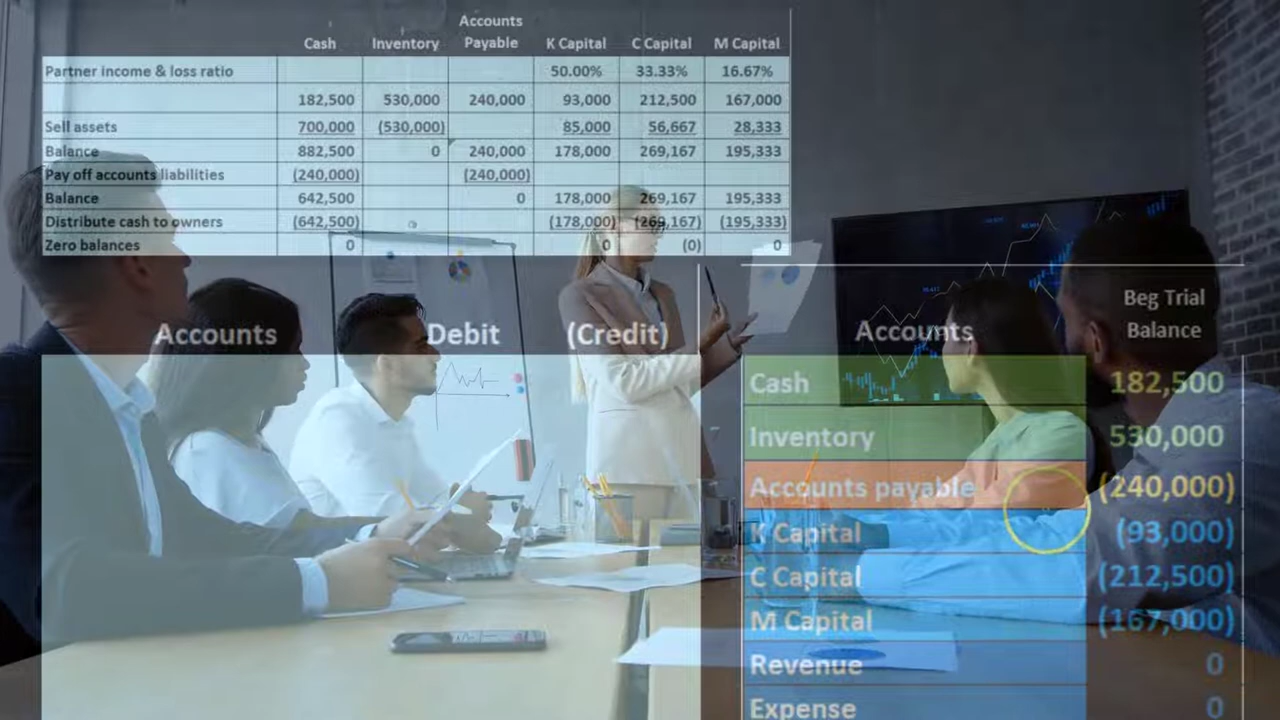 Accounts
Cash Inventory Payable K Capital C Capital M Capital
Partner income & loss ratio 50.00% 33.33% 16.67%
182,500 530,000 240,000 93,000 212,500 167,000
Sell assets 700,000 (530,000) 85,000 56,667 28,333
Balance 882,500 0 240,000 178,000 269,167 195,333
Pay off accounts liabilities (240,000) (240,000)
Balance 642,500 0 178,000 269,167 195,333
Distribute cash to owners (642,500) (178,000) (269,167) (195,333)
Zero balances 0 0 (0) 0
Accounts Debit (Credit)
Accounts Beg Trial Balance
Cash 182,500
Inventory 530,000
Accounts payable (240,000)
K Capital (93,000)
C Capital (212,500)
M Capital (167,000)
Revenue 0
Expense 0